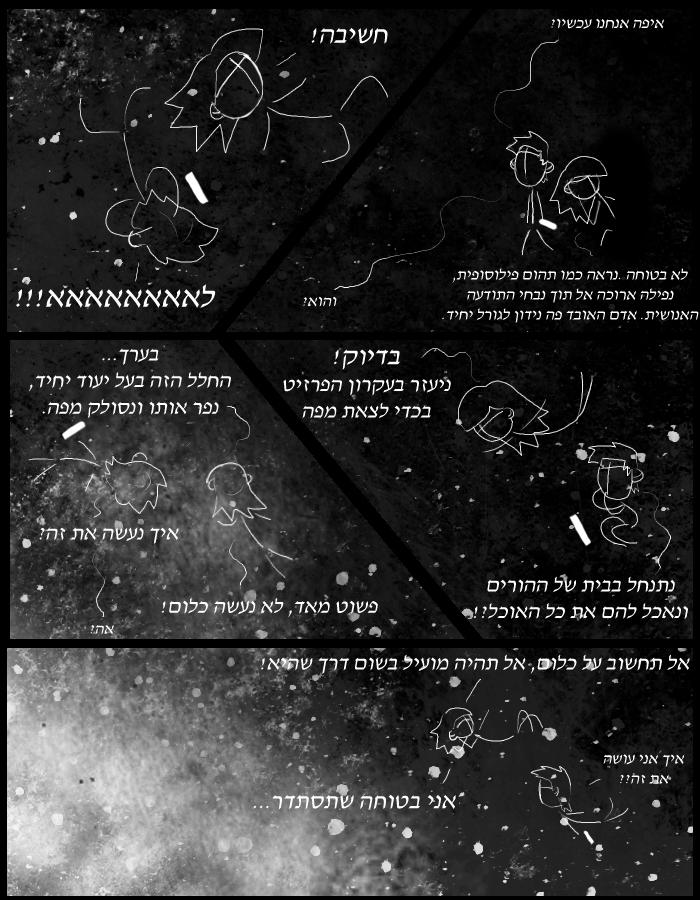 איפה אנחנו עכשיו?
לא בטוחה .נראה כמו תהום פילוסופית,
נפילה ארוכה אל תוך נבחי התודעה
האנושית. אדם האובד פה נידון לגורל יחיד.
והוא?
חשיבה!
לאאאאאאאא!!!
בדיוק!
ניעזר בעקרון הפרזיט
בכדי לצאת מפה
נתנחל בבית של ההורים
ונאכל להם את כל האוכל?!
בערך...
החלל הזה בעל יעוד יחיד,
נפר אותו ונסולק מפה.
איך נעשה את זה?
פשוט מאד, לא נעשה כלום!
אה?
אל תחשוב על כלום, אל תהיה מועיל בשום דרך שהיא!
איך אני עושה
את זה??
אני בטוחה שתסתדר...